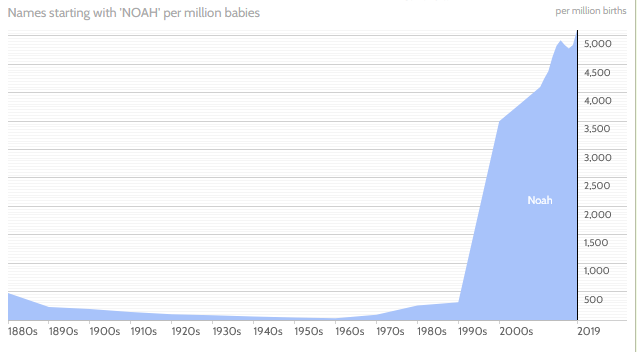 Names starting with 'NOAH' per million babies
per million births
5,000
4,500
4,000
3,500
3,000
2,500
2,000
1,500
1,000
500
Noah
1880s 1890s 1900s 1910s 1920s 1930s 1940s 1950s 1960s 1970s 1980s 1990s 2000s 2019